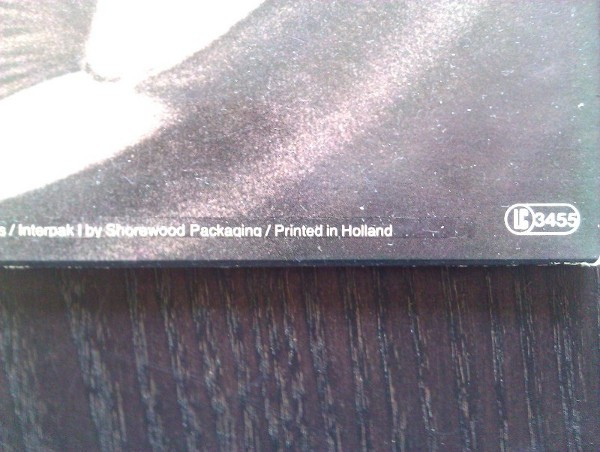 s / Interpak I by Shorewood Packaging / Printed in Holland
LC 3455